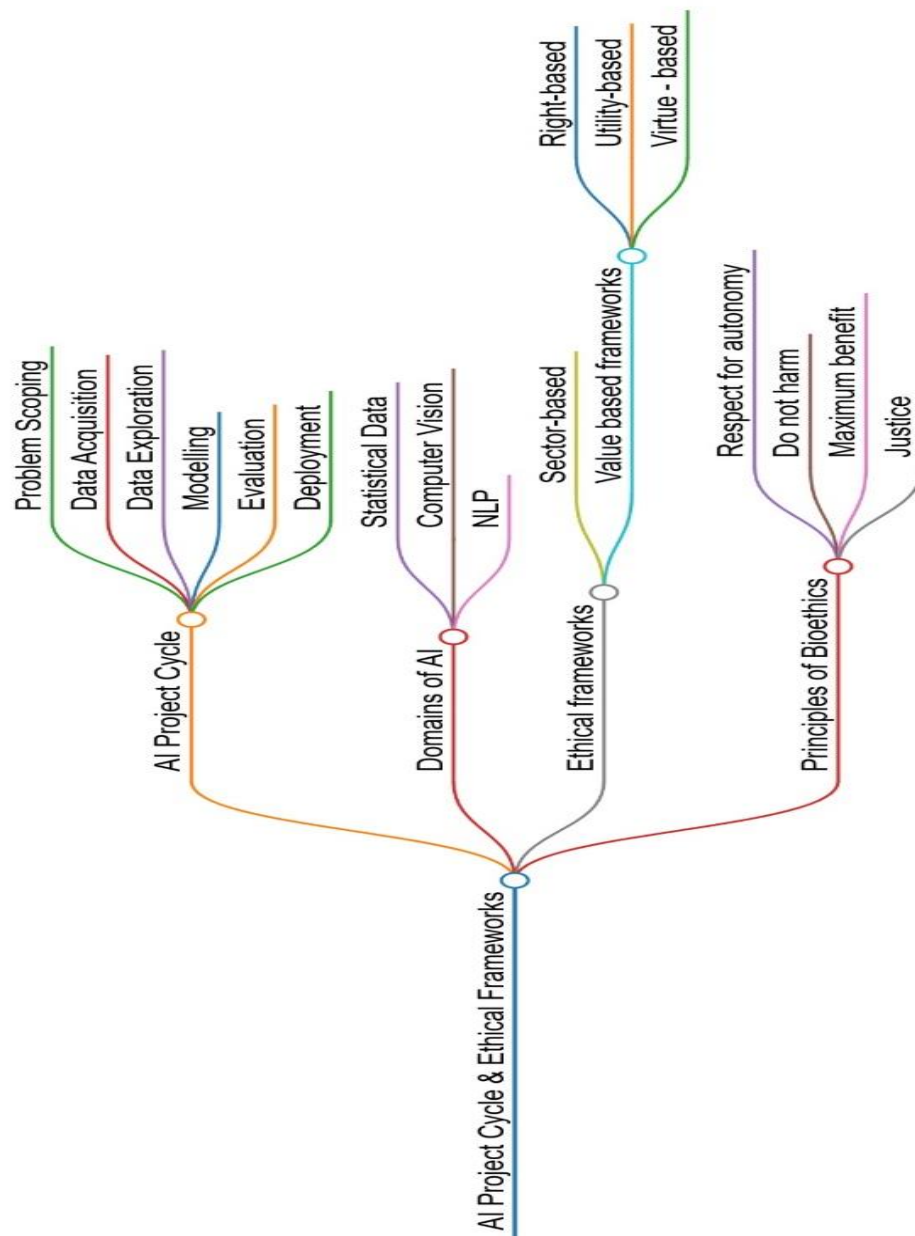 AI Project Cycle & Ethical Frameworks
AI Project Cycle
Problem Scoping
Data Acquisition
Data Exploration
Modelling
Evaluation
Deployment
Domains of AI
Statistical Data
Computer Vision
NLP
Ethical frameworks
Sector-based
Value based frameworks
Right-based
Utility-based
Virtue - based
Principles of Bioethics
Respect for autonomy
Do not harm
Maximum benefit
Justice